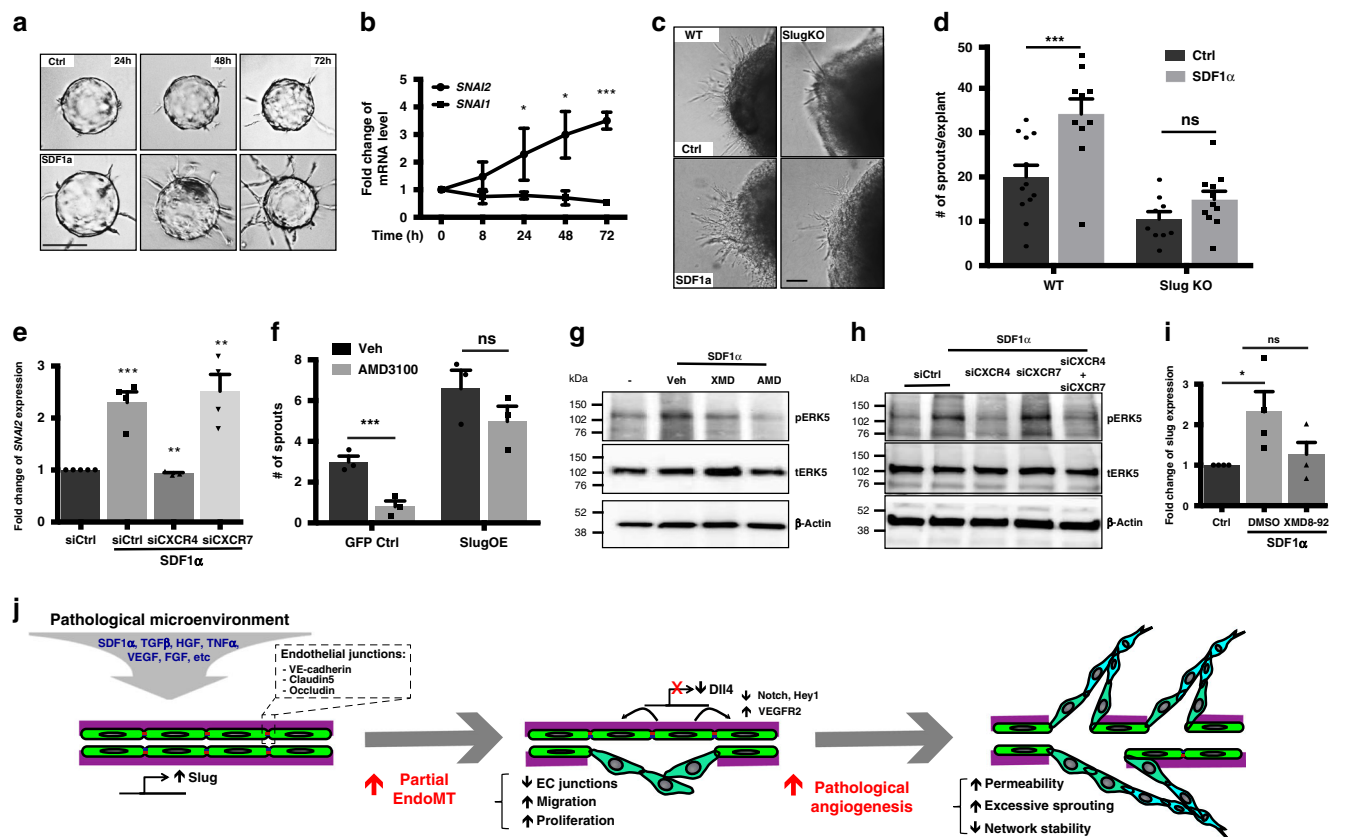 a
Ctrl
24h
48h
72h
SDF1a
b
Fold change of
mRNA level
5
4
3
2
1
0
SNAI2
SNAI1
*
*
***
Time (h)
0
8
24
48
72
c
WT
SlugKO
Ctrl
SDF1a
d
# of sprouts/explant
50
40
30
20
10
0
***
ns
Ctrl
SDF1α
WT
Slug KO
e
Fold change of SNAI2 expression
3
2
1
0
***
**
**
siCtrl
siCtrl
siCXCR4
siCXCR7
SDF1α
f
# of sprouts
8
6
4
2
0
Veh
AMD3100
***
ns
GFP Ctrl
SlugOE
g
SDF1α
kDa
-
Veh
XMD
AMD
150
102
76
pERK5
150
102
76
tERK5
52
38
β-Actin
h
SDF1α
kDa
siCtrl
siCXCR4
siCXCR7
siCXCR4
+
siCXCR7
150
102
76
pERK5
150
102
76
tERK5
52
38
β-Actin
i
Fold change of slug expression
3
2
1
0
*
ns
Ctrl
DMSO
XMD8-92
SDF1α
j
Pathological microenvironment
SDF1α, TGFβ, HGF, TNFα,
VEGF, FGF, etc
Endothelial junctions:
- VE-cadherin
- Claudin5
- Occludin
↑ Slug
↑ Partial
EndoMT
X
↓ Dll4
↓ Notch, Hey1
↑ VEGFR2
↓ EC junctions
↑ Migration
↑ Proliferation
↑ Pathological
angiogenesis
↑ Permeability
↑ Excessive sprouting
↓ Network stability